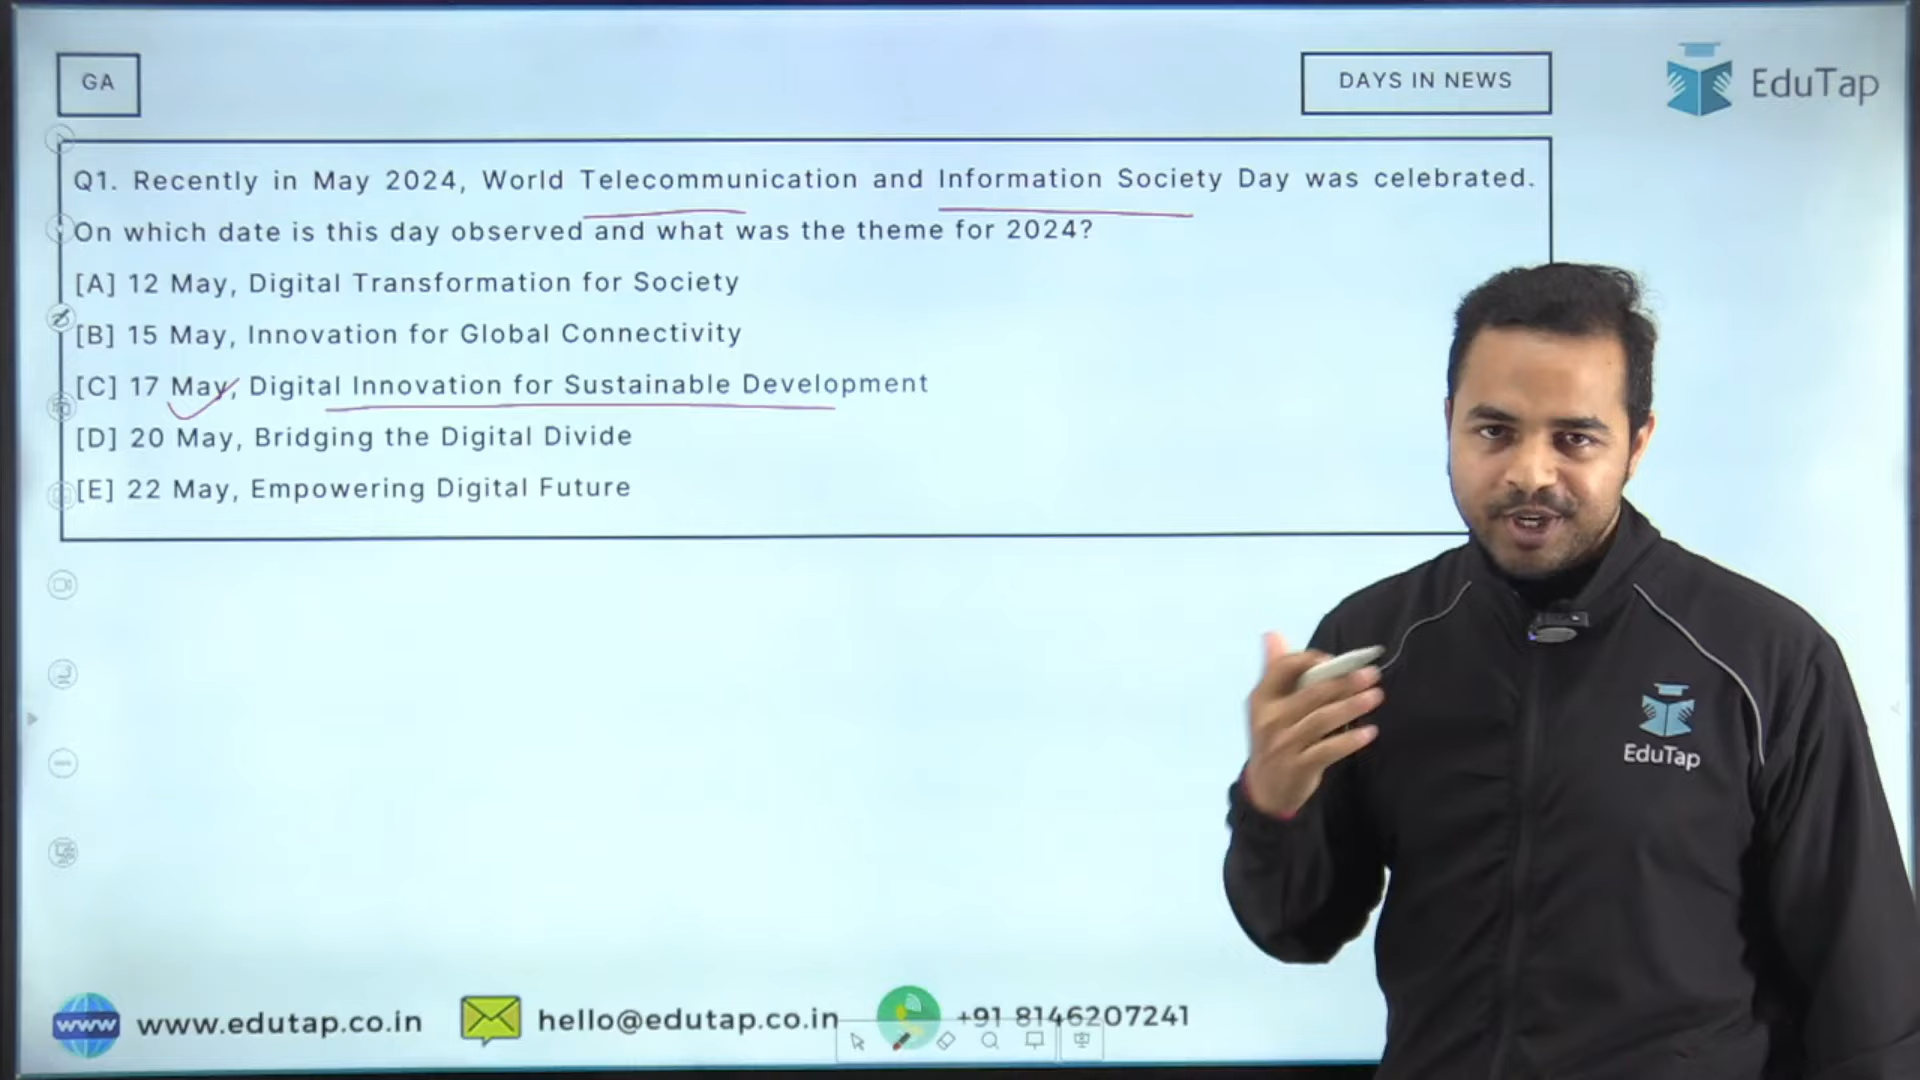 GA
DAYS IN NEWS
EduTap
Q1. Recently in May 2024, World Telecommunication and Information Society Day was celebrated.
On which date is this day observed and what was the theme for 2024?
[A] 12 May, Digital Transformation for Society
[B] 15 May, Innovation for Global Connectivity
[C] 17 May, Digital Innovation for Sustainable Development
[D] 20 May, Bridging the Digital Divide
[E] 22 May, Empowering Digital Future
EduTap
www
www.edutap.co.in
hello@edutap.co.in
+91 8146207241